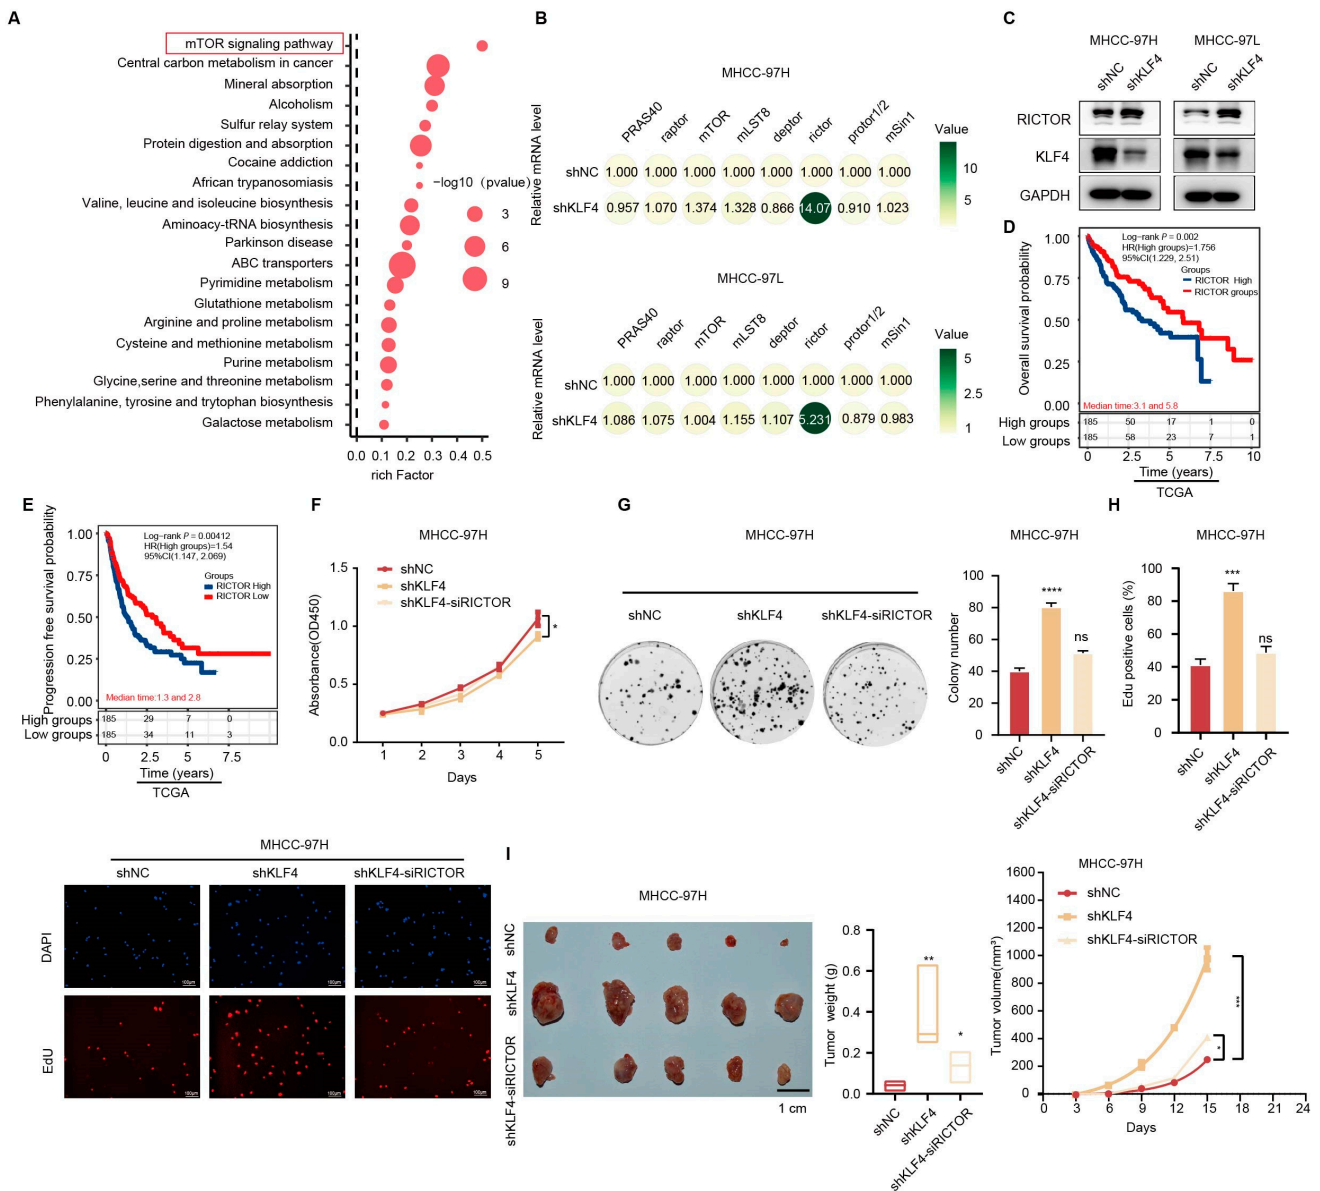 A
mTOR signaling pathway
Central carbon metabolism in cancer
Mineral absorption
Alcoholism
Sulfur relay system
Protein digestion and absorption
Cocaine addiction
African trypanosomiasis
Valine, leucine and isoleucine biosynthesis
Aminoacy-tRNA biosynthesis
Parkinson disease
ABC transporters
Pyrimidine metabolism
Glutathione metabolism
Arginine and proline metabolism
Cysteine and methionine metabolism
Purine metabolism
Glycine,serine and threonine metabolism
Phenylalanine, tyrosine and trytophan biosynthesis
Galactose metabolism
0.0 0.1 0.2 0.3 0.4 0.5
rich Factor
−log10 (pvalue)
3
6
9
B
MHCC-97H
Relative mRNA level
PRAS40 raptor mTOR mLST8 deptor rictor protor1/2 mSin1
shNC 1.000 1.000 1.000 1.000 1.000 1.000 1.000 1.000
shKLF4 0.957 1.070 1.374 1.328 0.866 14.07 0.910 1.023
Value
10
5
MHCC-97L
Relative mRNA level
PRAS40 raptor mTOR mLST8 deptor rictor protor1/2 mSin1
shNC 1.000 1.000 1.000 1.000 1.000 1.000 1.000 1.000
shKLF4 1.086 1.075 1.004 1.155 1.107 5.231 0.879 0.983
Value
5
2.5
1
C
MHCC-97H MHCC-97L
shNC shKLF4 shNC shKLF4
RICTOR
KLF4
GAPDH
D
Overall survival probability
1.00
0.75
0.50
0.25
0.00
Log−rank P = 0.002
HR(High groups)=1.756
95%CI(1.229, 2.51)
Groups
RICTOR High
RICTOR groups
Median time:3.1 and 5.8
High groups 185 50 17 1 0
Low groups 185 58 23 7 1
0 2.5 5 7.5 10
Time (years)
TCGA
E
Progression free survival probability
1.00
0.75
0.50
0.25
0.00
Log−rank P = 0.00412
HR(High groups)=1.54
95%CI(1.147, 2.069)
Groups
RICTOR High
RICTOR Low
Median time:1.3 and 2.8
High groups 185 29 7 0
Low groups 185 34 11 3
0 2.5 5 7.5
Time (years)
TCGA
F
MHCC-97H
Absorbance(OD450)
1.5
1.0
0.5
0.0
shNC
shKLF4
shKLF4-siRICTOR
*
1 2 3 4 5
Days
G
MHCC-97H
shNC shKLF4 shKLF4-siRICTOR
MHCC-97H
Colony number
100
80
60
40
20
0
****
ns
shNC
shKLF4
shKLF4-siRICTOR
H
MHCC-97H
Edu positive cells (%)
100
80
60
40
20
0
***
ns
shNC
shKLF4
shKLF4-siRICTOR
MHCC-97H
shNC shKLF4 shKLF4-siRICTOR
DAPI
100μm 100μm 100μm
EdU
100μm 100μm 100μm
I
MHCC-97H
shNC
shKLF4
shKLF4-siRICTOR
1 cm
Tumor weight (g)
0.8
0.6
0.4
0.2
0.0
**
*
shNC
shKLF4
shKLF4-siRICTOR
MHCC-97H
Tumor volume(mm³)
1600
1400
1200
1000
800
600
400
200
0
shNC
shKLF4
shKLF4-siRICTOR
*
***
0 3 6 9 12 15 18 21 24
Days